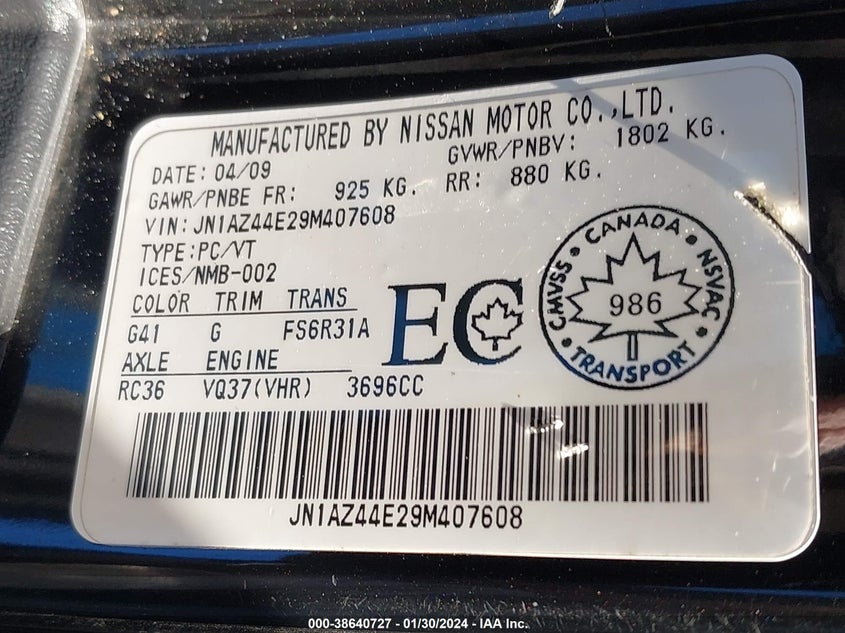 MANUFACTURED BY NISSAN MOTOR CO.,LTD.
DATE: 04/09 GVWR/PNBV: 1802 KG.
GAWR/PNBE FR: 925 KG. RR: 880 KG.
VIN: JN1AZ44E29M407608
TYPE:PC/VT
ICES/NMB-002
COLOR TRIM TRANS
G41 G FS6R31A
AXLE ENGINE
RC36 VQ37(VHR) 3696CC
EC
CANADA
CMVSS
NSVAC
986
TRANSPORT
JN1AZ44E29M407608
000-38640727 - 01/30/2024 - IAA Inc.